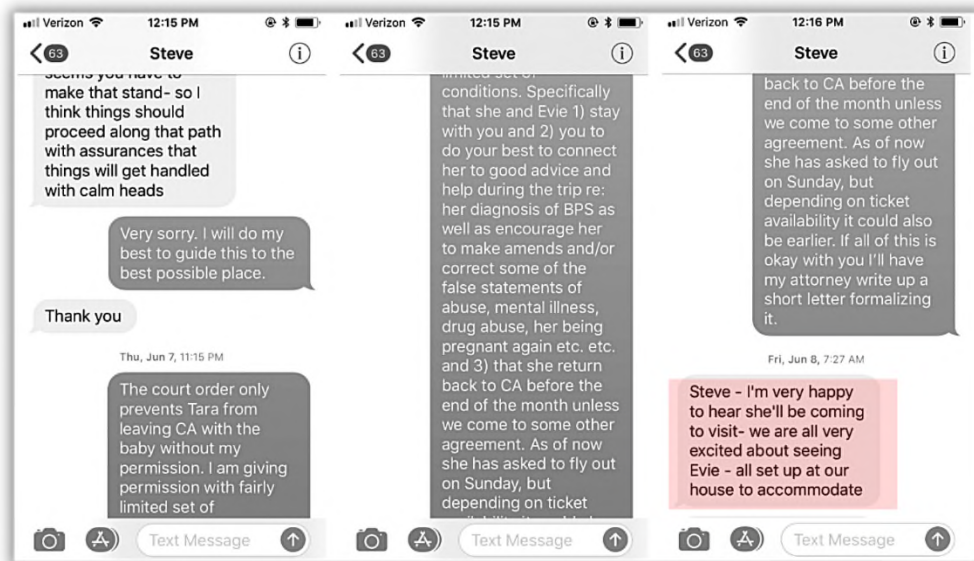 Verizon 12:15 PM
63
Steve
seems you have to
make that stand- so I
think things should
proceed along that path
with assurances that
things will get handled
with calm heads
Very sorry. I will do my
best to guide this to the
best possible place.
Thank you
Thu, Jun 7, 11:15 PM
The court order only
prevents Tara from
leaving CA with the
baby without my
permission. I am giving
permission with fairly
limited set of
Text Message
Verizon 12:15 PM
63
Steve
limited set of
conditions. Specifically
that she and Evie 1) stay
with you and 2) you to
do your best to connect
her to good advice and
help during the trip re:
her diagnosis of BPS as
well as encourage her
to make amends and/or
correct some of the
false statements of
abuse, mental illness,
drug abuse, her being
pregnant again etc. etc.
and 3) that she return
back to CA before the
end of the month unless
we come to some other
agreement. As of now
she has asked to fly out
on Sunday, but
depending on ticket
Text Message
Verizon 12:16 PM
63
Steve
back to CA before the
end of the month unless
we come to some other
agreement. As of now
she has asked to fly out
on Sunday, but
depending on ticket
availability it could also
be earlier. If all of this is
okay with you I'll have
my attorney write up a
short letter formalizing
it.
Fri, Jun 8, 7:27 AM
Steve - I'm very happy
to hear she'll be coming
to visit- we are all very
excited about seeing
Evie - all set up at our
house to accommodate
Text Message